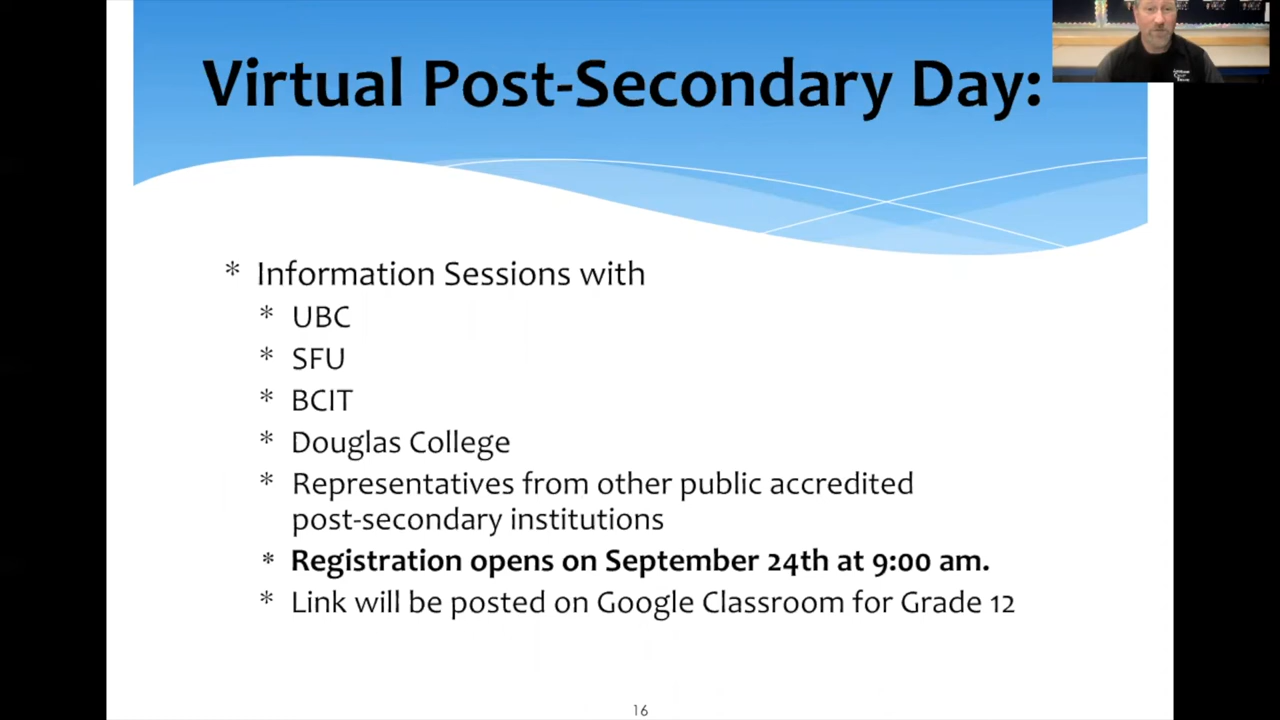 Virtual Post-Secondary Day:
* Information Sessions with
* UBC
* SFU
* BCIT
* Douglas College
* Representatives from other public accredited
post-secondary institutions
* Registration opens on September 24th at 9:00 am.
* Link will be posted on Google Classroom for Grade 12
16